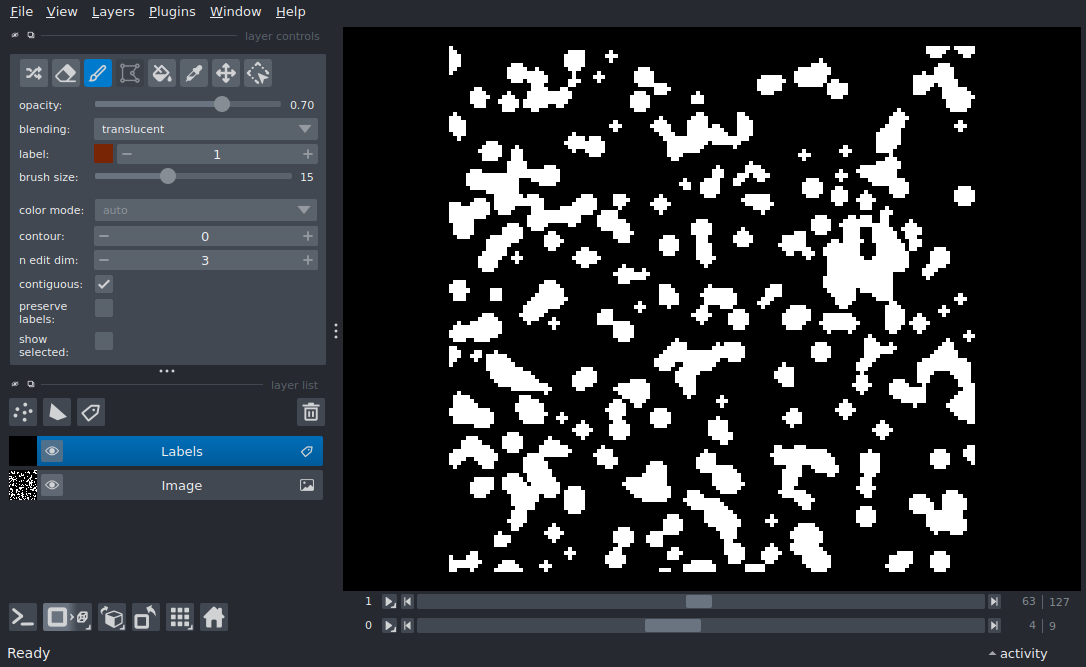 File View Layers Plugins Window Help
layer controls
opacity: 0.70
blending: translucent
label: 1
brush size: 15
color mode: auto
contour: 0
n edit dim: 3
contiguous:
preserve
labels:
show
selected:
layer list
Labels
Image
1 63 | 127
0 4 | 9
Ready activity